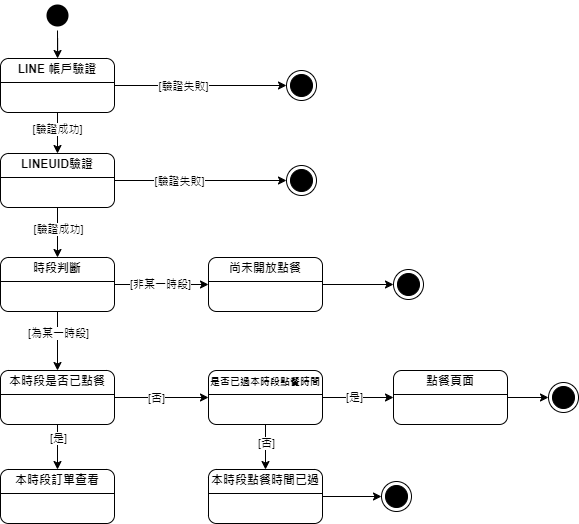 LINE 帳戶驗證
[驗證失敗]
[驗證成功]
LINEUID驗證
[驗證失敗]
[驗證成功]
時段判斷
[非某一時段]
尚未開放點餐
[為某一時段]
本時段是否已點餐
[否]
是否已過本時段點餐時間
[是]
點餐頁面
[是]
[否]
本時段訂單查看
本時段點餐時間已過